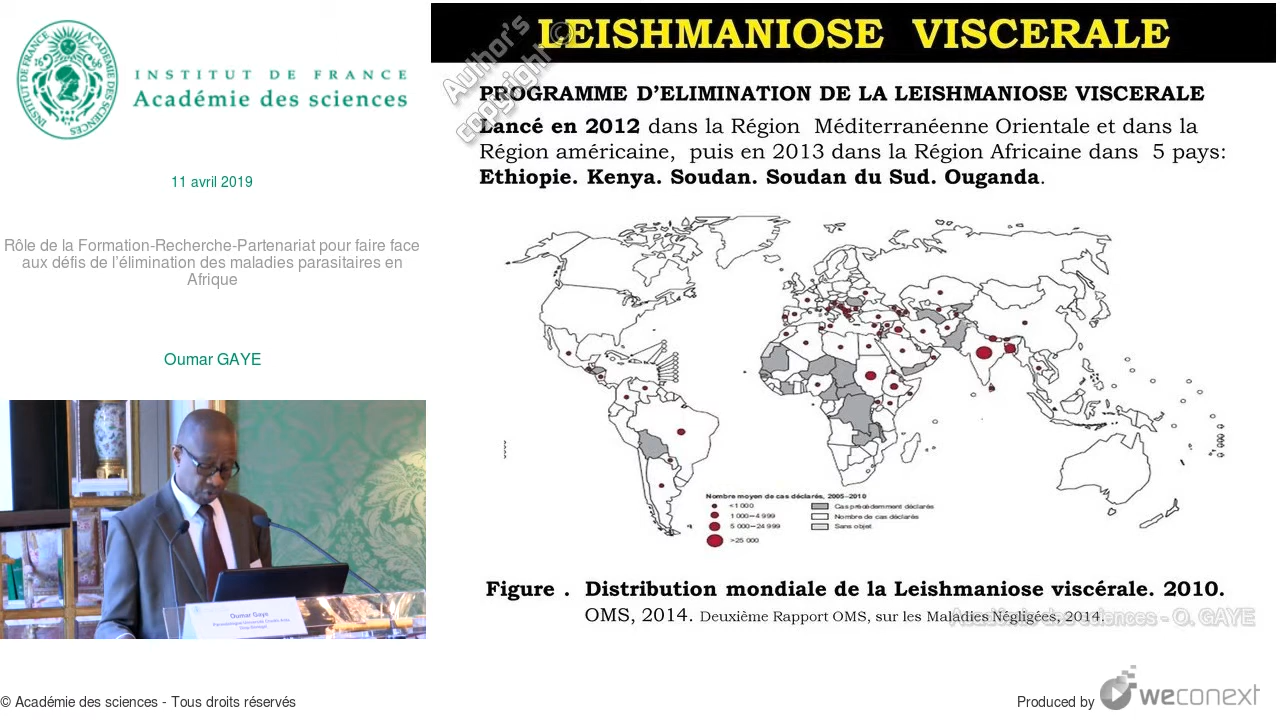 INSTITUT DE FRANCE
Académie des sciences
11 avril 2019
Rôle de la Formation-Recherche-Partenariat pour faire face
aux défis de l'élimination des maladies parasitaires en
Afrique
Oumar GAYE
Oumar Gaye
© Académie des sciences - Tous droits réservés
LEISHMANIOSE VISCERALE
Author's
copyright ©
PROGRAMME D'ELIMINATION DE LA LEISHMANIOSE VISCERALE
Lancé en 2012 dans la Région Méditerranéenne Orientale et dans la
Région américaine, puis en 2013 dans la Région Africaine dans 5 pays:
Ethiopie. Kenya. Soudan. Soudan du Sud. Ouganda.
Nombre moyen de cas déclarés, 2005–2010
<1 000
1 000–4 999
5 000–24 999
>25 000
Cas précédemment déclarés
Nombre de cas déclarés
Sans objet
Figure . Distribution mondiale de la Leishmaniose viscérale. 2010.
OMS, 2014. Deuxième Rapport OMS, sur les Maladies Négligées, 2014.
sciences - O. GAYE
Produced by weconext